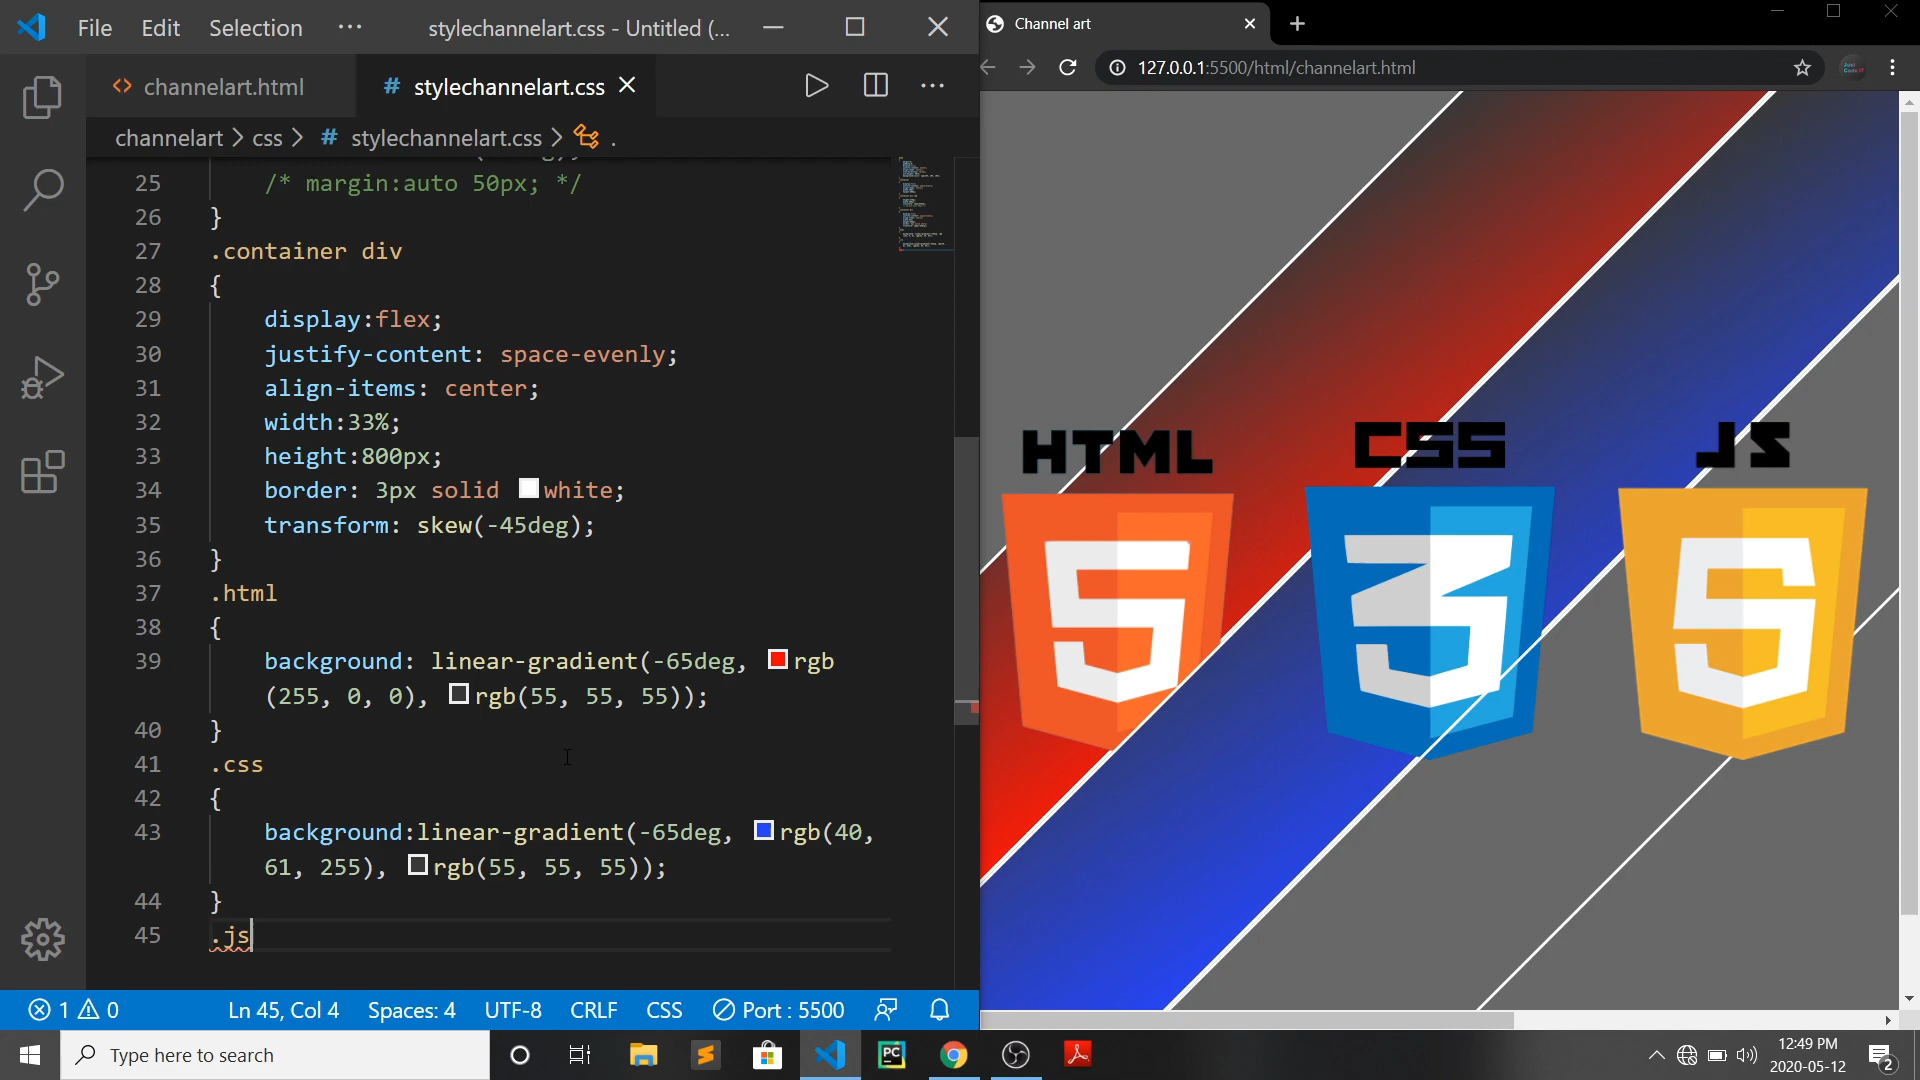 File Edit Selection ··· stylechannelart.css - Untitled (...
channelart.html # stylechannelart.css
channelart > css > # stylechannelart.css > .
25 /* margin:auto 50px; */
26 }
27 .container div
28 {
29 display:flex;
30 justify-content: space-evenly;
31 align-items: center;
32 width:33%;
33 height:800px;
34 border: 3px solid white;
35 transform: skew(-45deg);
36 }
37 .html
38 {
39 background: linear-gradient(-65deg, rgb
(255, 0, 0), rgb(55, 55, 55));
40 }
41 .css
42 {
43 background:linear-gradient(-65deg, rgb(40,
61, 255), rgb(55, 55, 55));
44 }
45 .js
1 0 Ln 45, Col 4 Spaces: 4 UTF-8 CRLF CSS Port : 5500
Channel art
127.0.0.1:5500/html/channelart.html
HTML CSS JS
5 3 5
Type here to search
PC
12:49 PM
2020-05-12
2